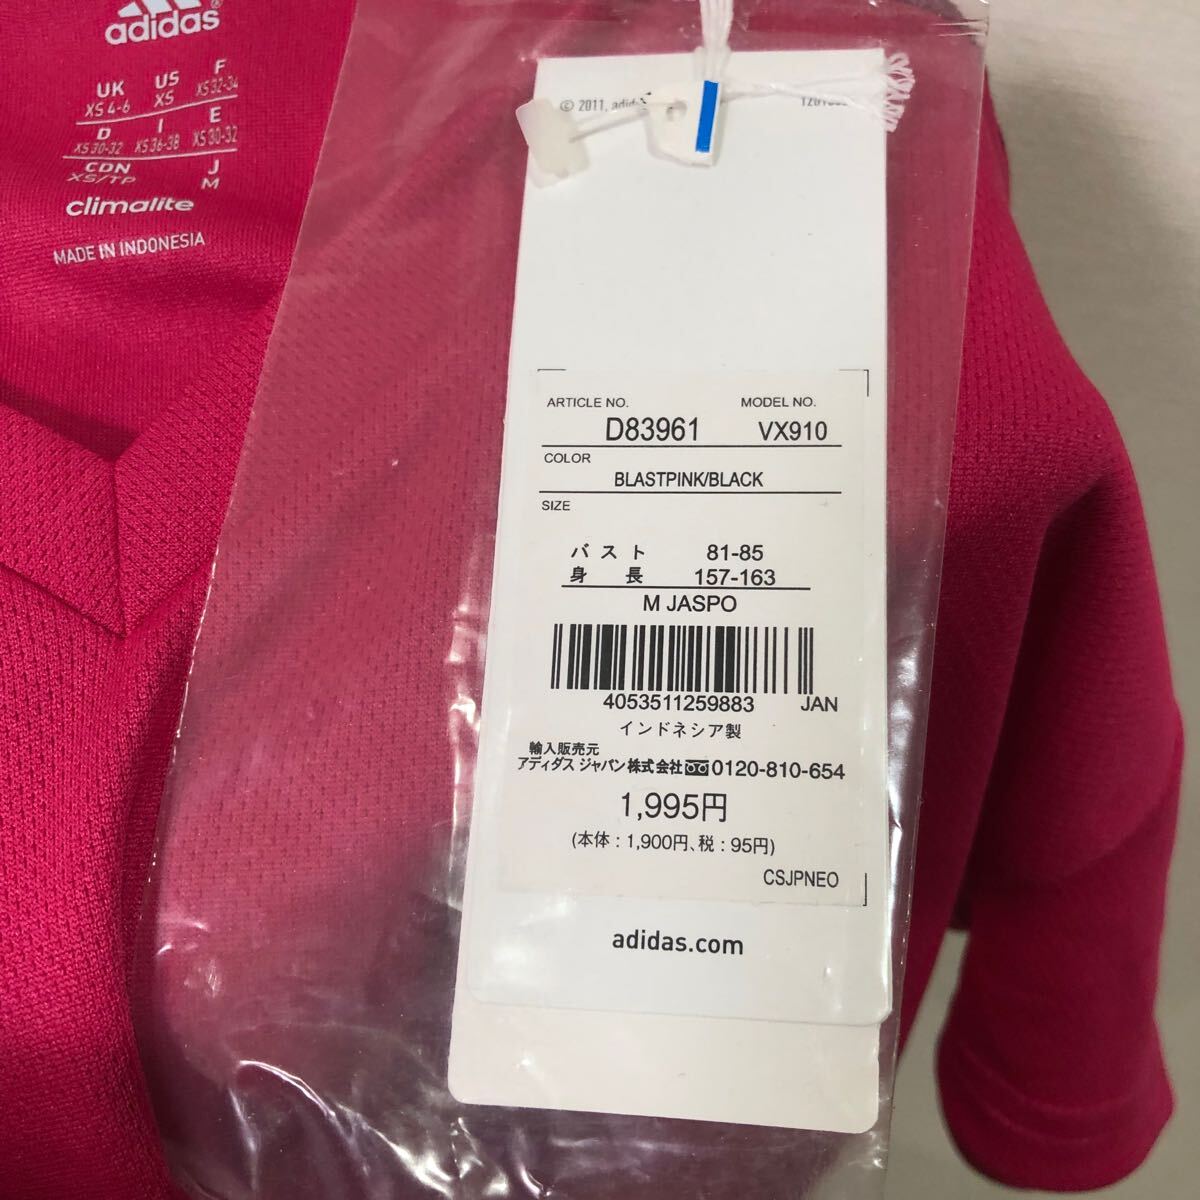 adidas
UK US F
XS 4-6 XS XS 32-34
D I E
XS 30-32 XS 36-38 XS 30-32
CDN J
XS/TP M
climalite
MADE IN INDONESIA
© 2011,
ARTICLE NO. MODEL NO.
D83961 VX910
COLOR
BLASTPINK/BLACK
SIZE
バスト 81-85
身長 157-163
M JASPO
4053511259883 JAN
インドネシア製
輸入販売元
アディダス ジャパン株式会社 0120-810-654
1,995円
(本体:1,900円、税:95円)
CSJPNEO
adidas.com